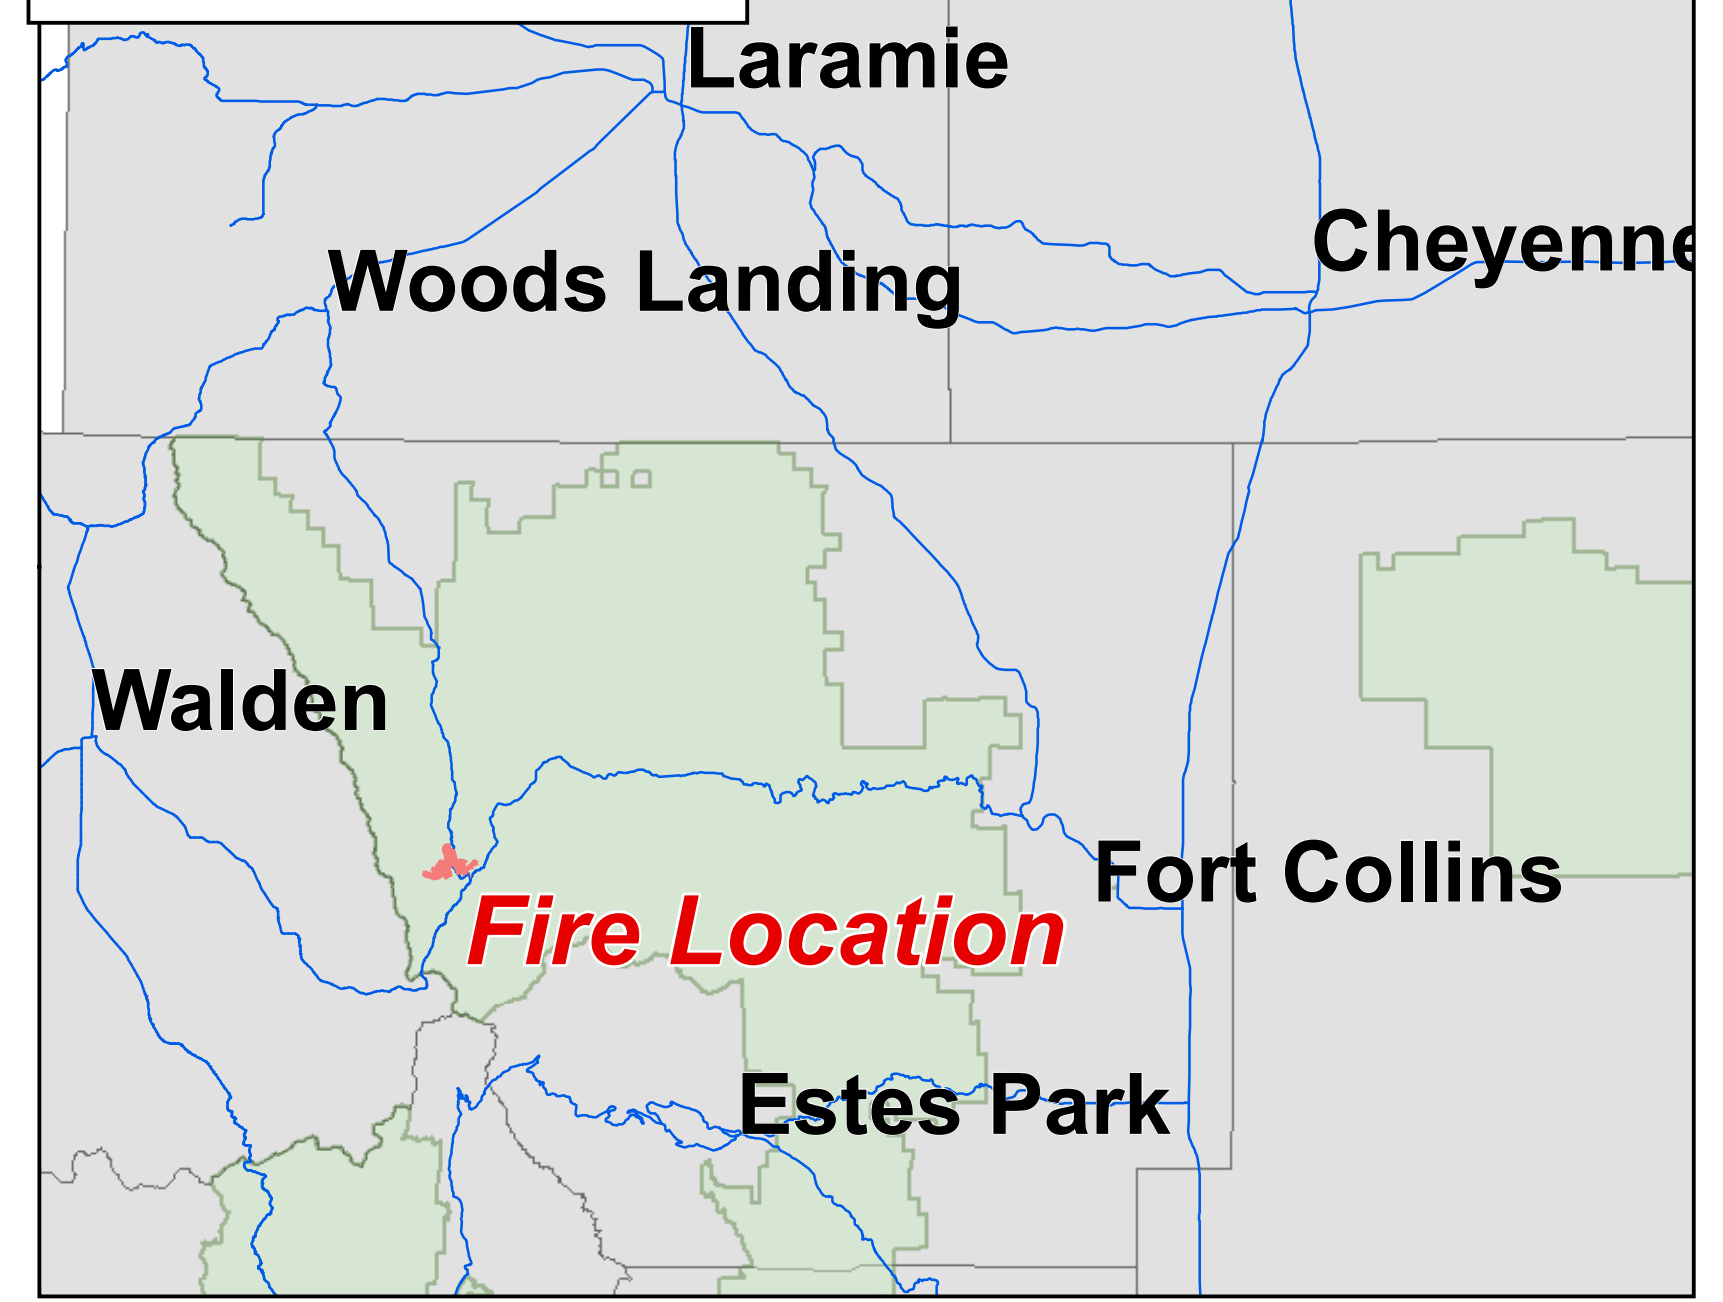 Laramie
Cheyenne
Woods Landing
Walden
Fort Collins
Fire Location
Estes Park